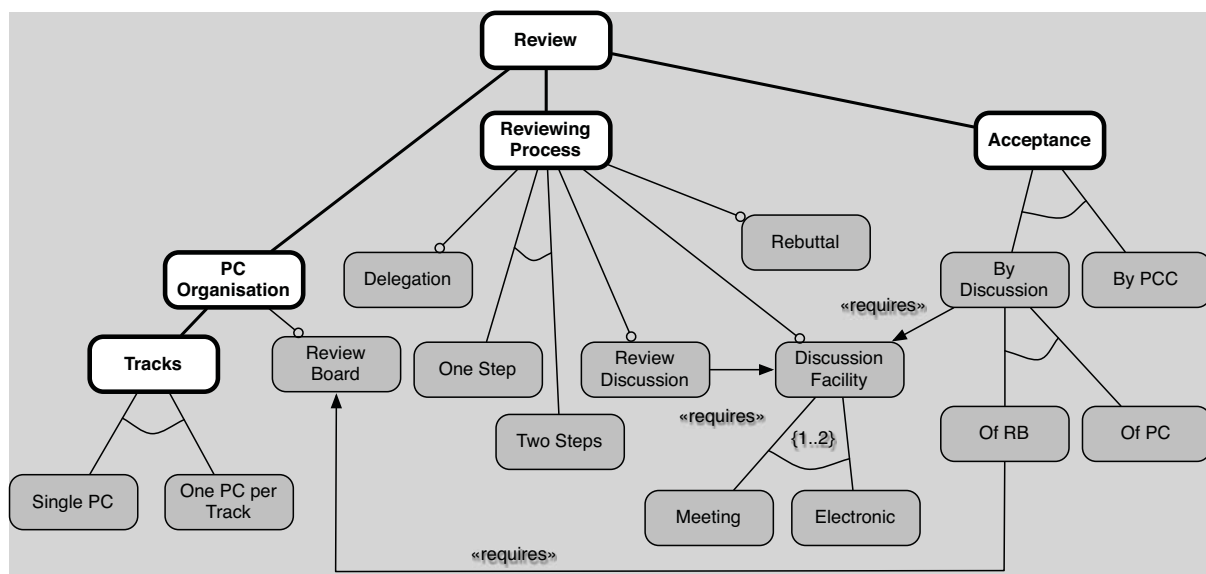 Review
Reviewing
Process
Acceptance
Rebuttal
PC
Organisation
Delegation
By
Discussion
By PCC
«requires»
Tracks
Review
Board
One Step
Review
Discussion
Discussion
Facility
«requires»
Two Steps
{1..2}
Of RB
Of PC
Single PC
One PC per
Track
Meeting
Electronic
«requires»